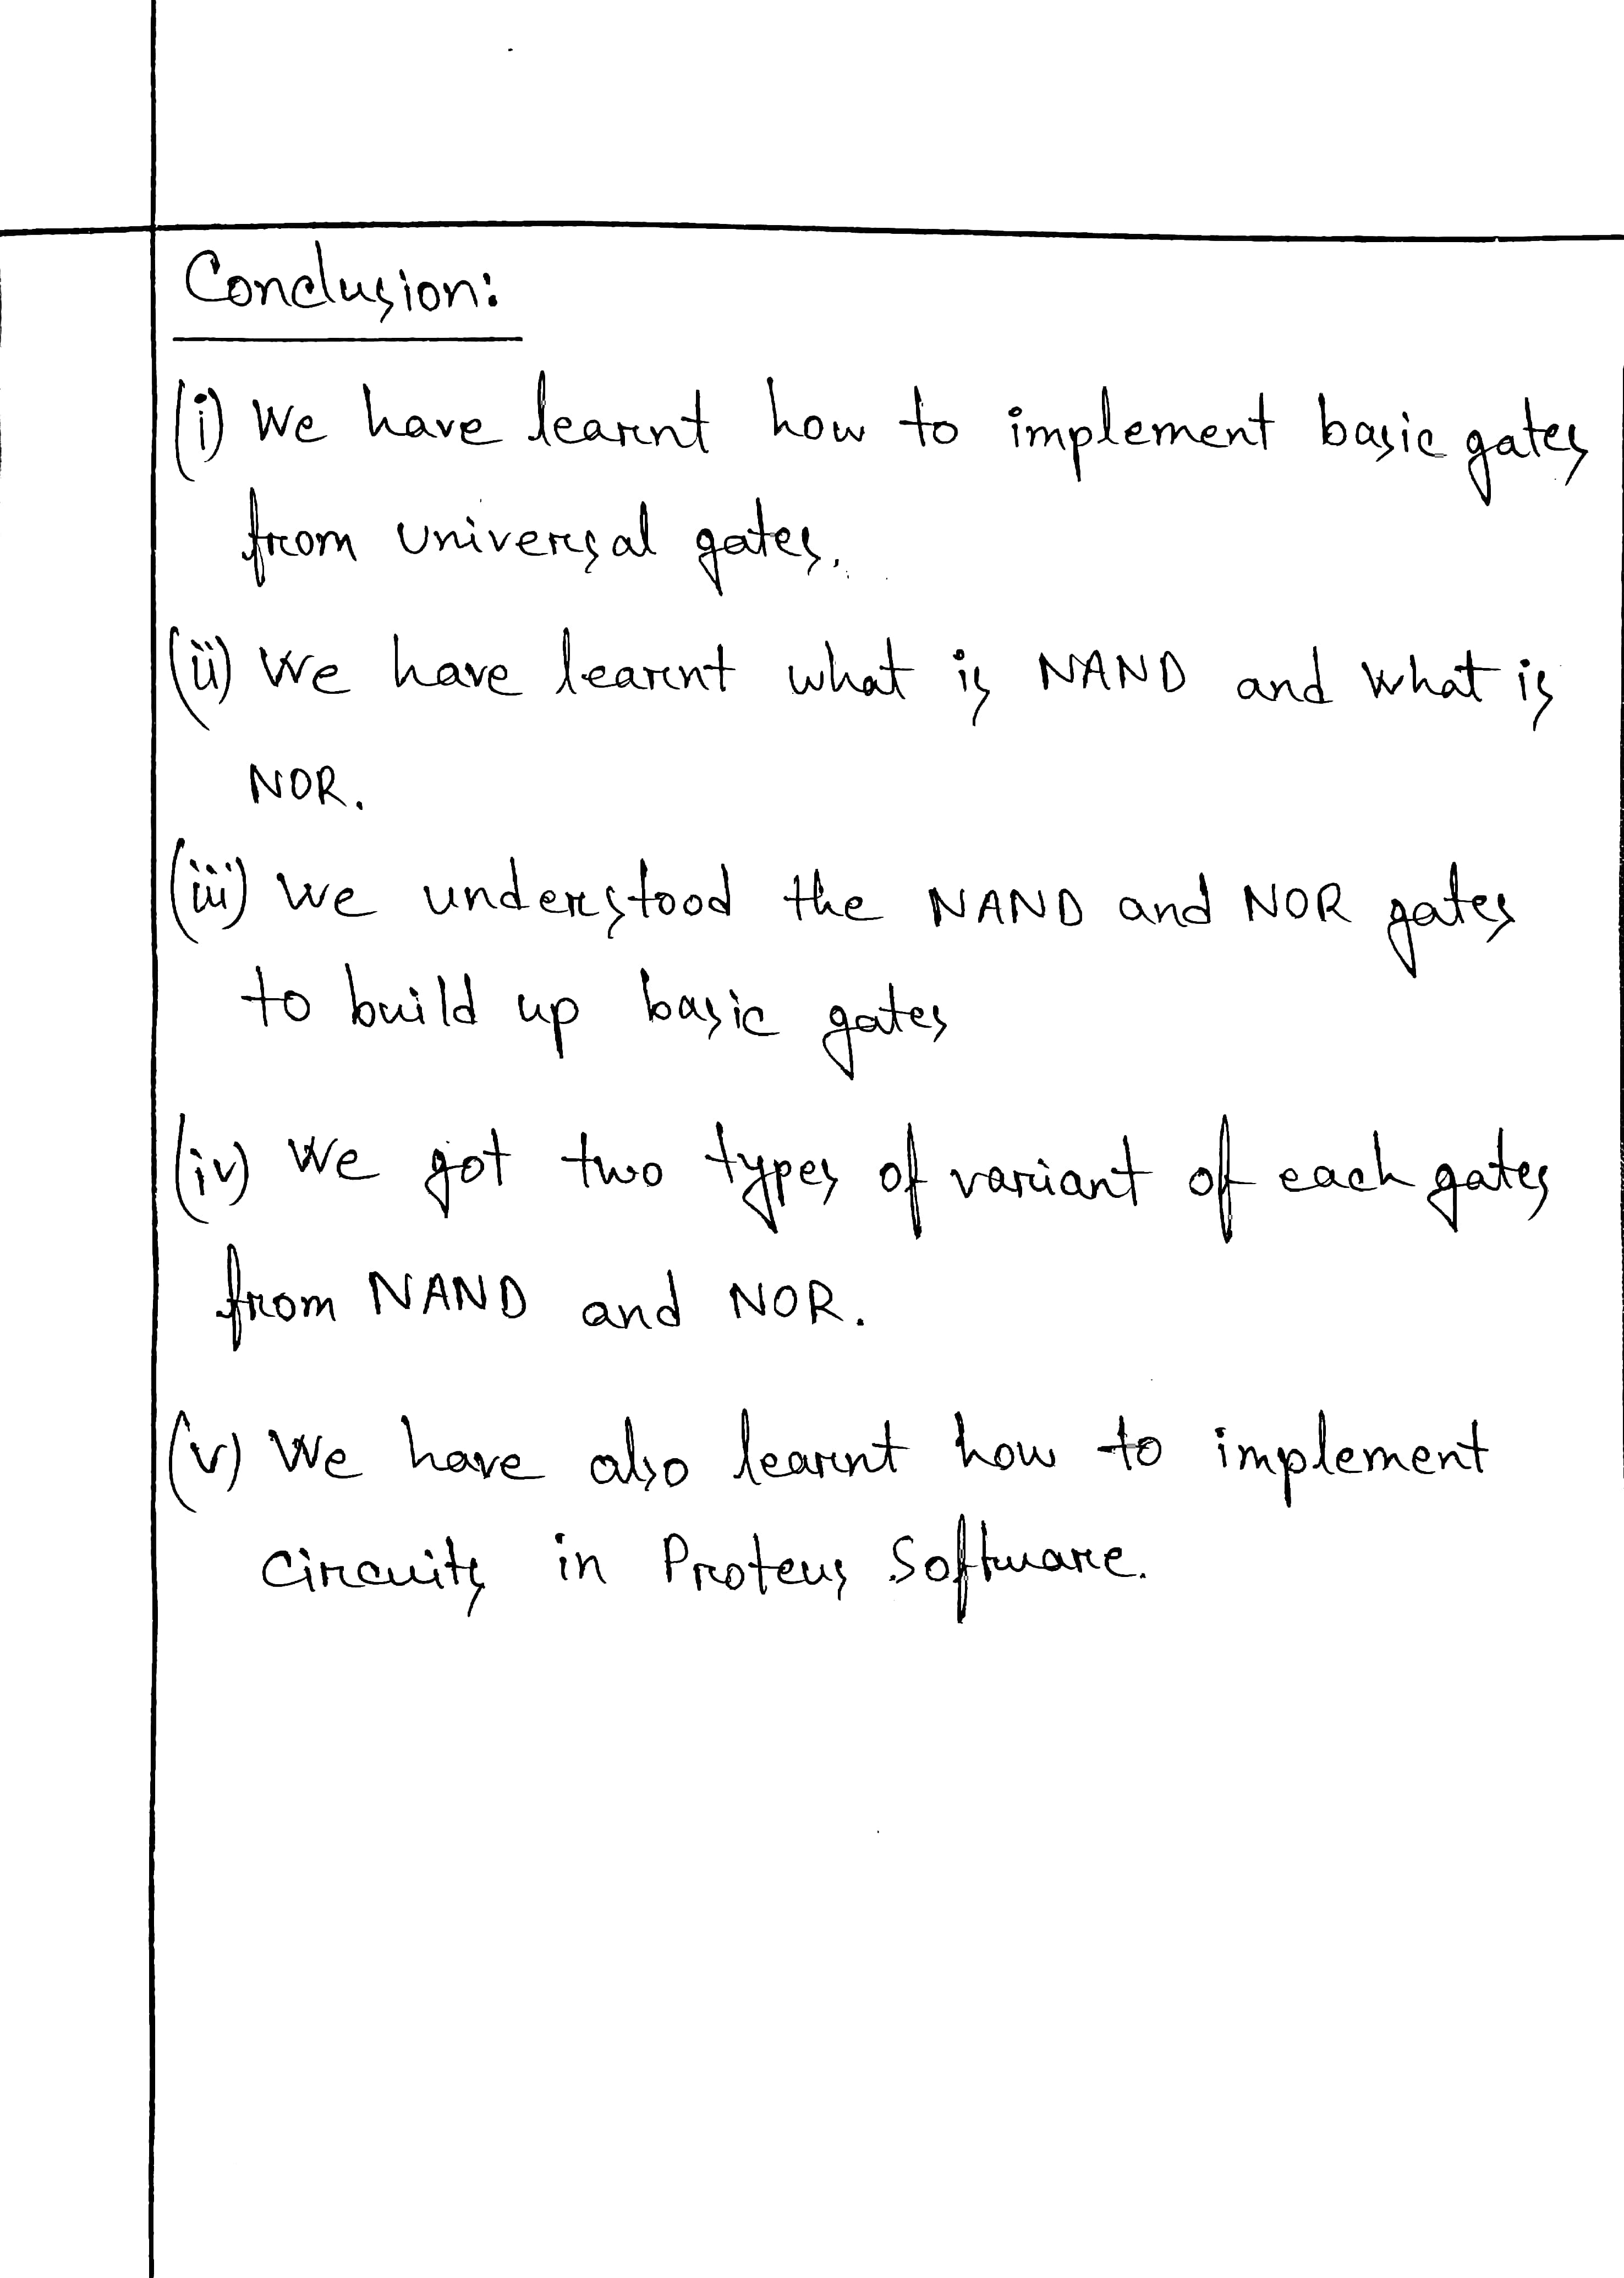 Conclusion:
(i) We have learnt how to implement basic gates
from universal gates.
(ii) We have learnt what is NAND and what is
NOR.
(iii) We understood the NAND and NOR gates
to build up basic gates
(iv) We got two types of variant of each gates
from NAND and NOR.
(v) We have also learnt how to implement
circuits in Proteus Software.